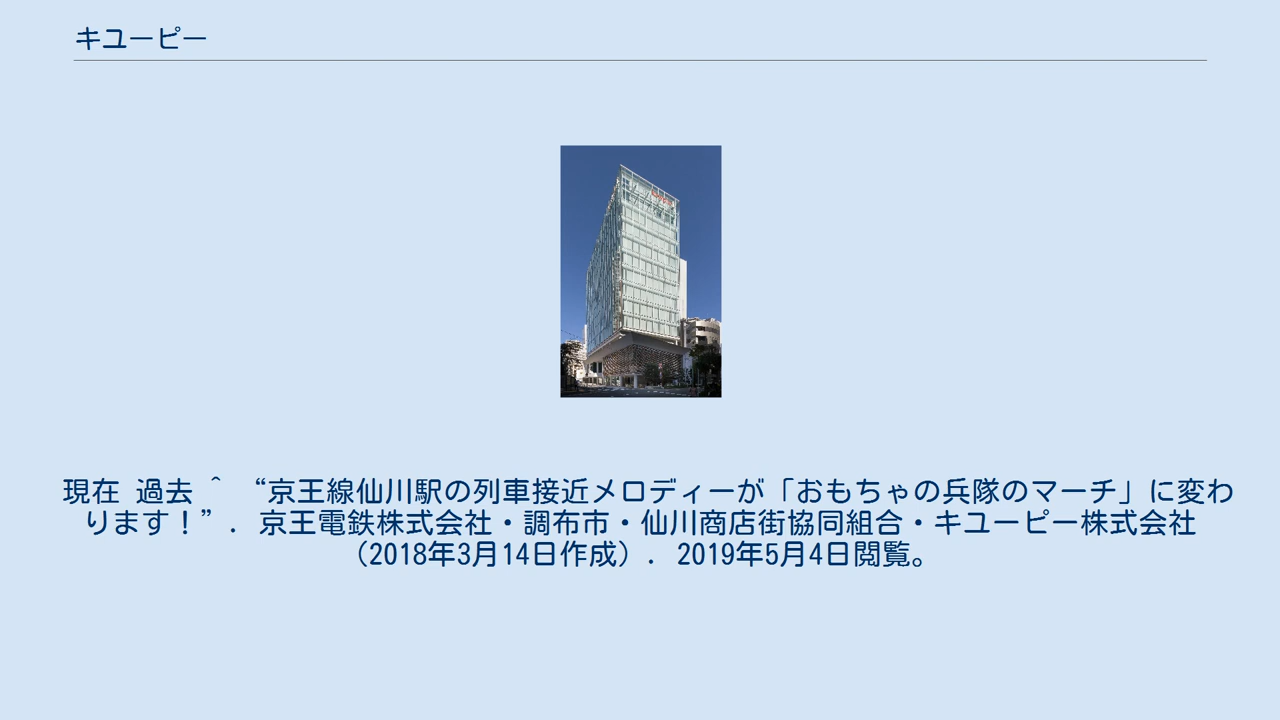 キユーピー
現在 過去 ^ “京王線仙川駅の列車接近メロディーが「おもちゃの兵隊のマーチ」に変わ
ります！”. 京王電鉄株式会社・調布市・仙川商店街協同組合・キユーピー株式会社
（2018年3月14日作成）. 2019年5月4日閲覧。